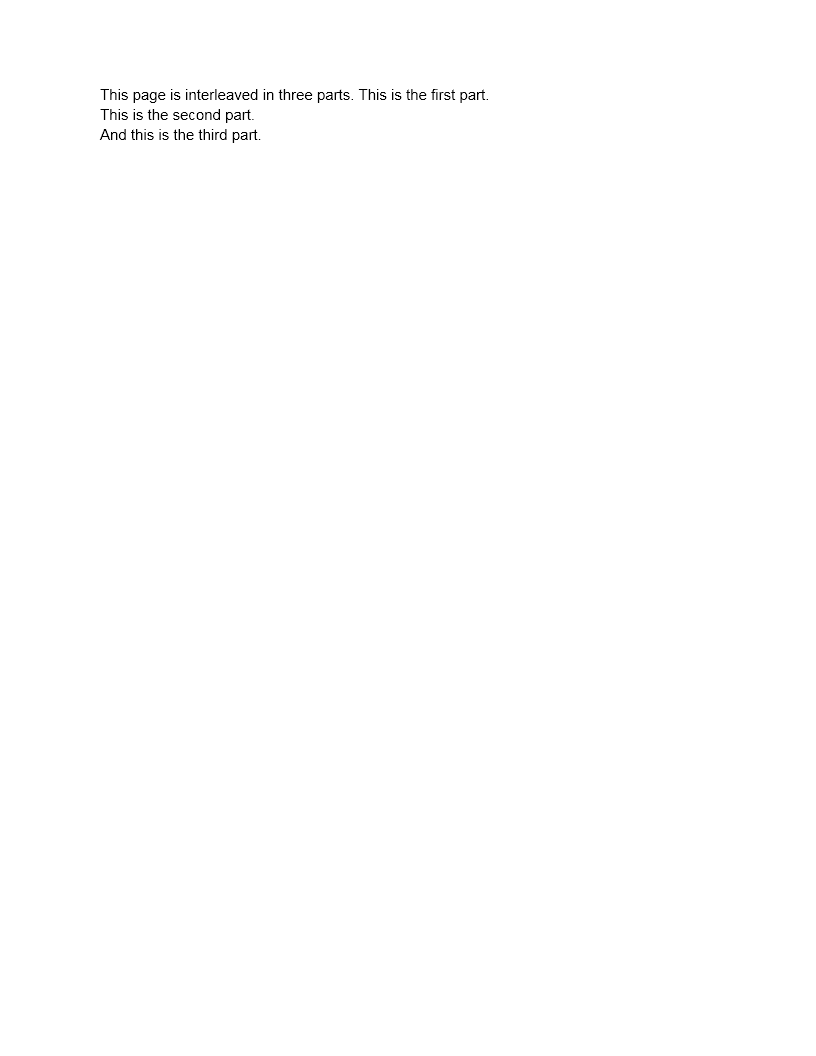 This page is interleaved in three parts. This is the first part.
This is the second part.
And this is the third part.